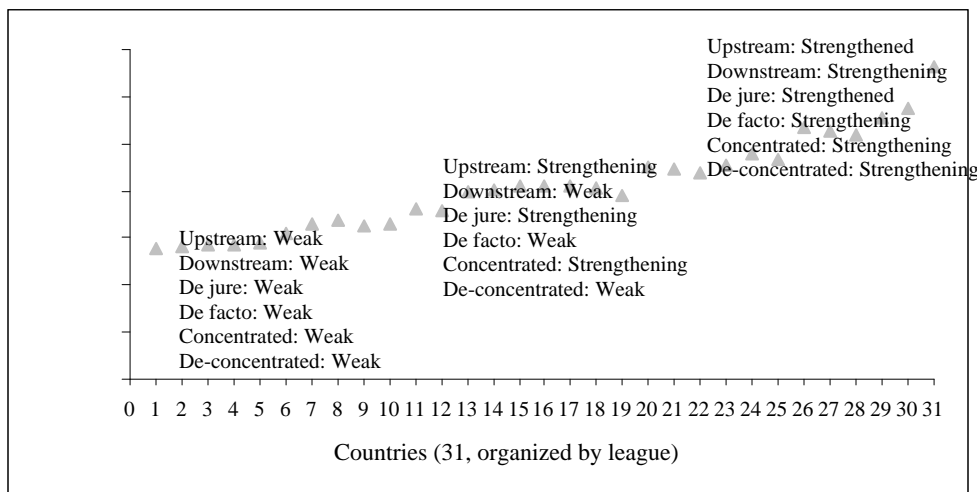 Upstream: Strengthened
Downstream: Strengthening
De jure: Strengthened
De facto: Strengthening
Concentrated: Strengthening
De-concentrated: Strengthening
Upstream: Strengthening
Downstream: Weak
De jure: Strengthening
De facto: Weak
Concentrated: Strengthening
De-concentrated: Weak
Upstream: Weak
Downstream: Weak
De jure: Weak
De facto: Weak
Concentrated: Weak
De-concentrated: Weak
0 1 2 3 4 5 6 7 8 9 10 11 12 13 14 15 16 17 18 19 20 21 22 23 24 25 26 27 28 29 30 31
Countries (31, organized by league)